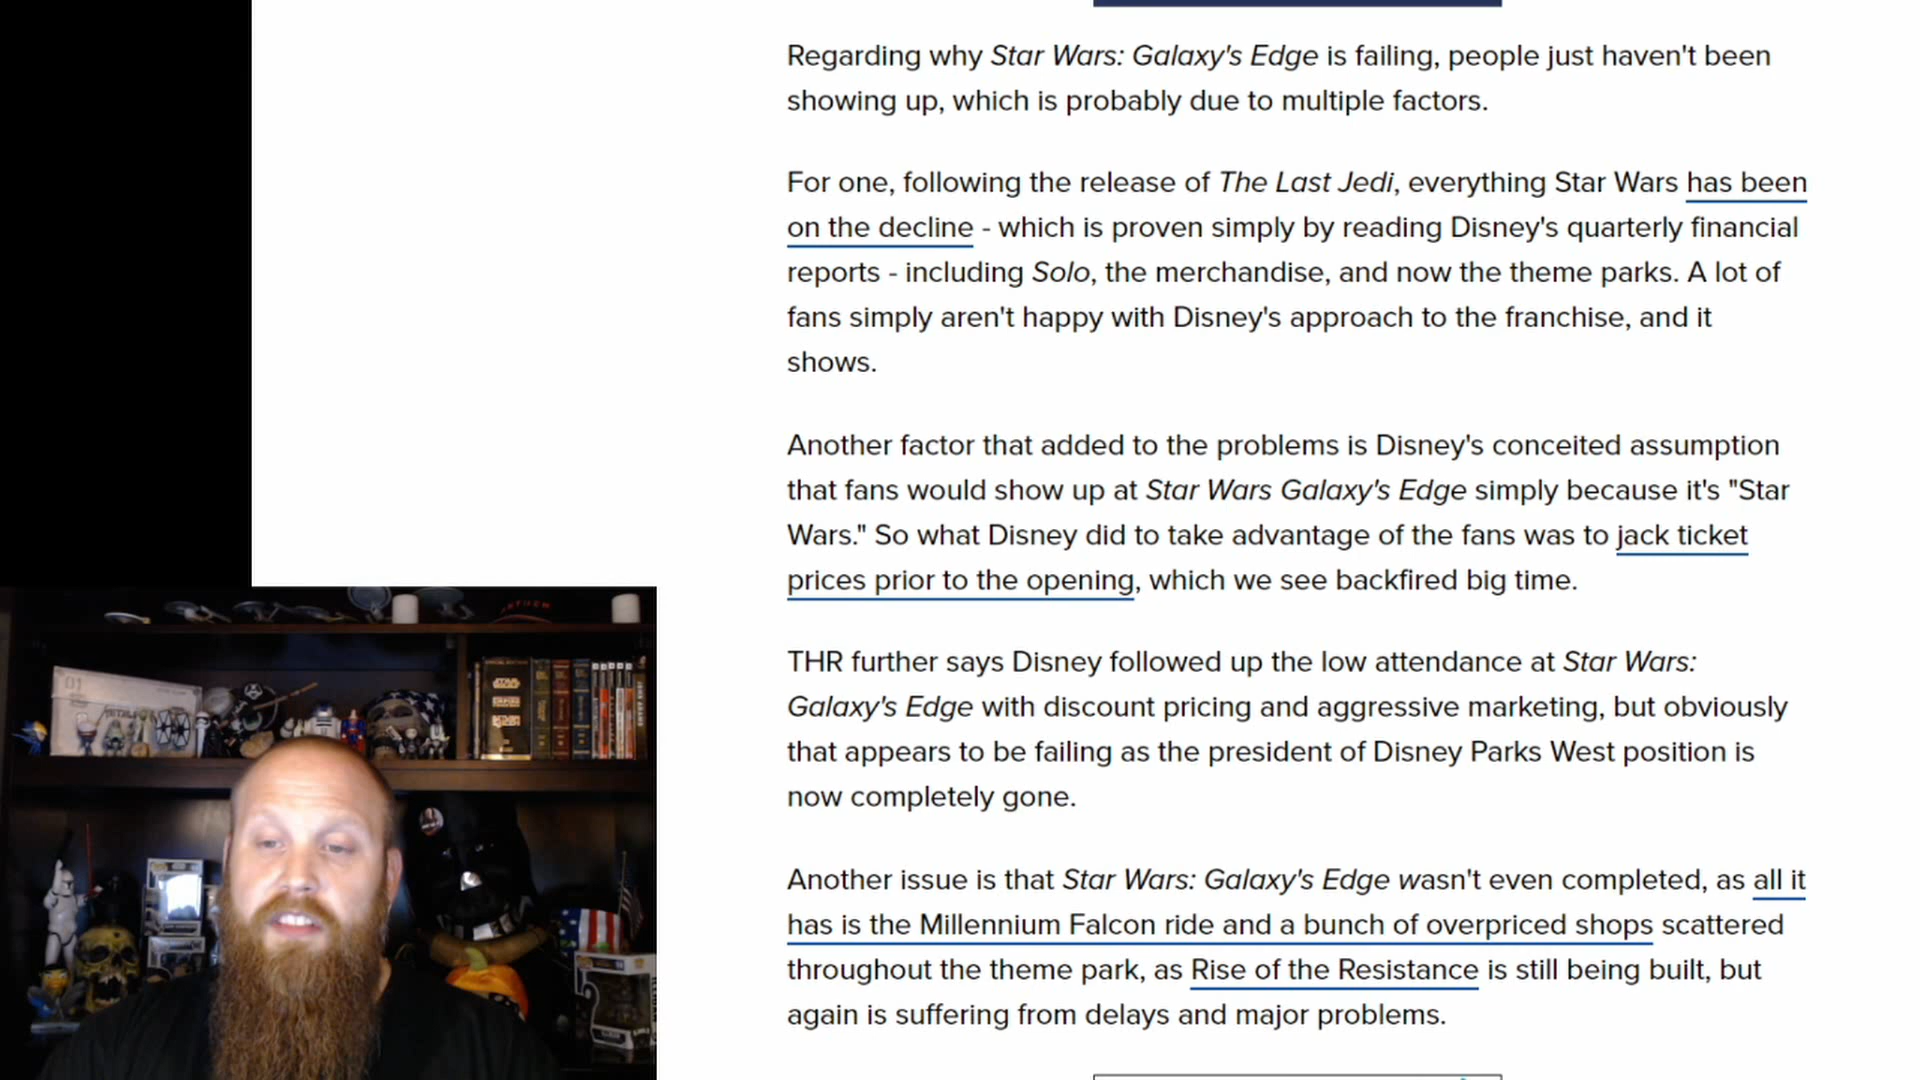 Regarding why Star Wars: Galaxy's Edge is failing, people just haven't been
showing up, which is probably due to multiple factors.
For one, following the release of The Last Jedi, everything Star Wars has been
on the decline - which is proven simply by reading Disney's quarterly financial
reports - including Solo, the merchandise, and now the theme parks. A lot of
fans simply aren't happy with Disney's approach to the franchise, and it
shows.
Another factor that added to the problems is Disney's conceited assumption
that fans would show up at Star Wars Galaxy's Edge simply because it's "Star
Wars." So what Disney did to take advantage of the fans was to jack ticket
prices prior to the opening, which we see backfired big time.
THR further says Disney followed up the low attendance at Star Wars:
Galaxy's Edge with discount pricing and aggressive marketing, but obviously
that appears to be failing as the president of Disney Parks West position is
now completely gone.
Another issue is that Star Wars: Galaxy's Edge wasn't even completed, as all it
has is the Millennium Falcon ride and a bunch of overpriced shops scattered
throughout the theme park, as Rise of the Resistance is still being built, but
again is suffering from delays and major problems.
ANTHEM
01
STAR WARS